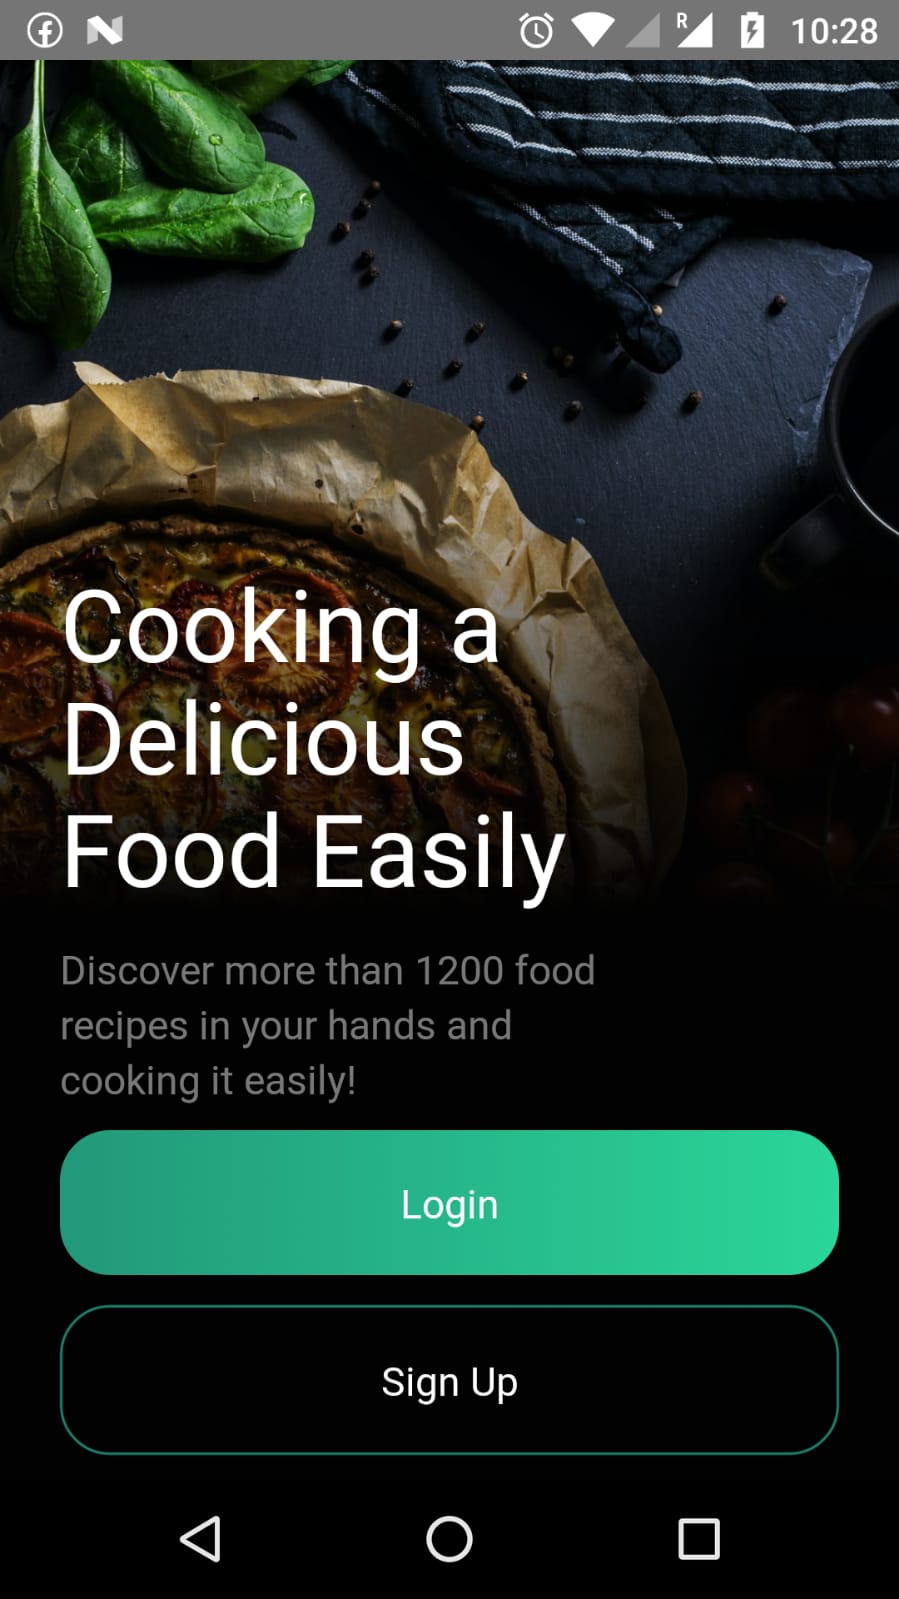 R 10:28
Cooking a
Delicious
Food Easily
Discover more than 1200 food
recipes in your hands and
cooking it easily!
Login
Sign Up